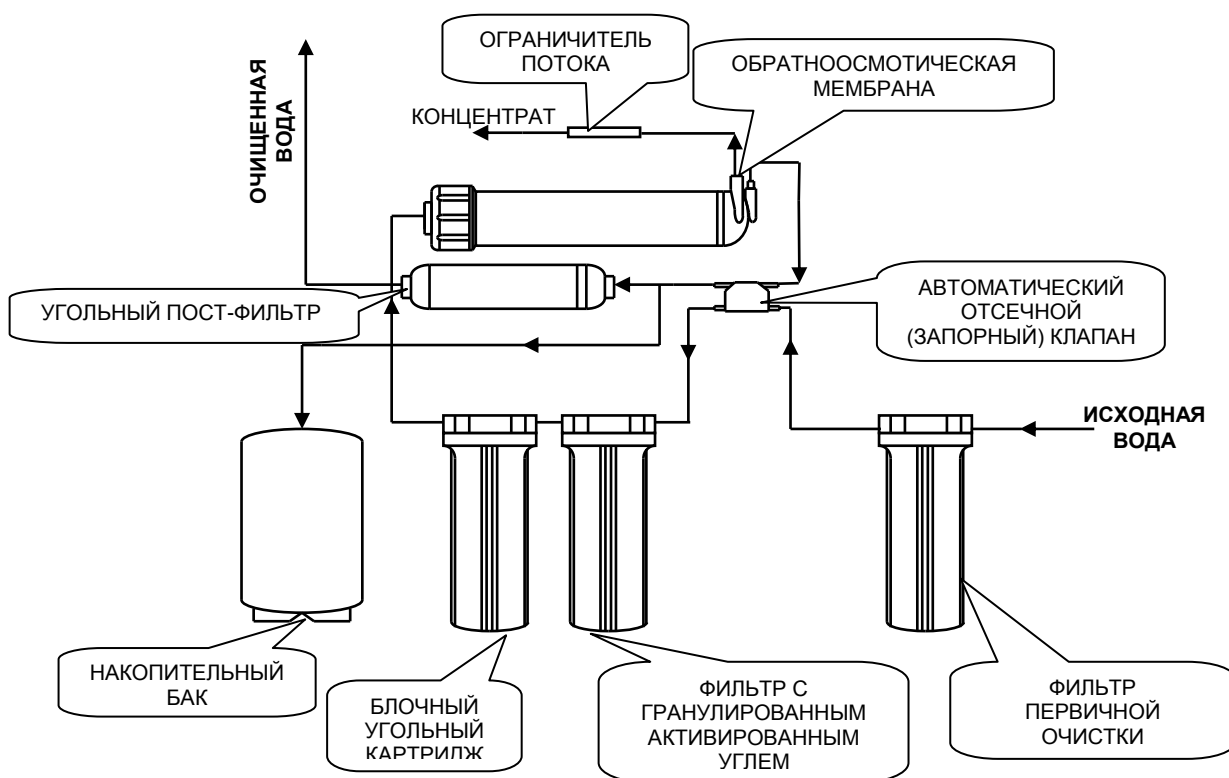 ОГРАНИЧИТЕЛЬ
ПОТОКА
ОБРАТНООСМОТИЧЕСКАЯ
МЕМБРАНА
КОНЦЕНТРАТ
ОЧИЩЕННАЯ
ВОДА
УГОЛЬНЫЙ ПОСТ-ФИЛЬТР
АВТОМАТИЧЕСКИЙ
ОТСЕЧНОЙ
(ЗАПОРНЫЙ) КЛАПАН
ИСХОДНАЯ
ВОДА
НАКОПИТЕЛЬНЫЙ
БАК
БЛОЧНЫЙ
УГОЛЬНЫЙ
КАРТРИДЖ
ФИЛЬТР С
ГРАНУЛИРОВАННЫМ
АКТИВИРОВАННЫМ
УГЛЕМ
ФИЛЬТР
ПЕРВИЧНОЙ
ОЧИСТКИ